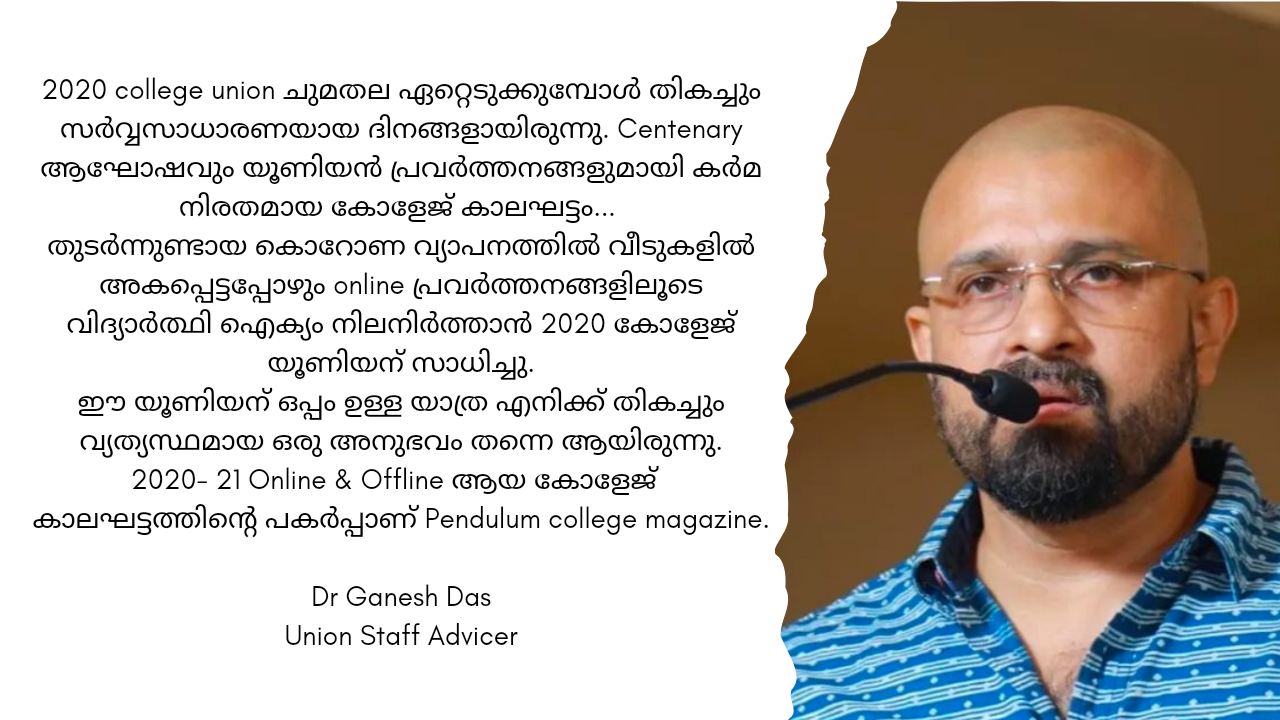 2020 college union ചുമതല ഏറ്റെടുക്കുമ്പോൾ തികച്ചും
സർവ്വസാധാരണയായ ദിനങ്ങളായിരുന്നു. Centenary
ആഘോഷവും യൂണിയൻ പ്രവർത്തനങ്ങളുമായി കർമ
നിരതമായ കോളേജ് കാലഘട്ടം...
തുടർന്നുണ്ടായ കൊറോണ വ്യാപനത്തിൽ വീടുകളിൽ
അകപ്പെട്ടപ്പോഴും online പ്രവർത്തനങ്ങളിലൂടെ
വിദ്യാർത്ഥി ഐക്യം നിലനിർത്താൻ 2020 കോളേജ്
യൂണിയന് സാധിച്ചു.
ഈ യൂണിയന് ഒപ്പം ഉള്ള യാത്ര എനിക്ക് തികച്ചും
വ്യത്യസ്ഥമായ ഒരു അനുഭവം തന്നെ ആയിരുന്നു.
2020- 21 Online & Offline ആയ കോളേജ്
കാലഘട്ടത്തിന്റെ പകർപ്പാണ് Pendulum college magazine.
Dr Ganesh Das
Union Staff Advicer